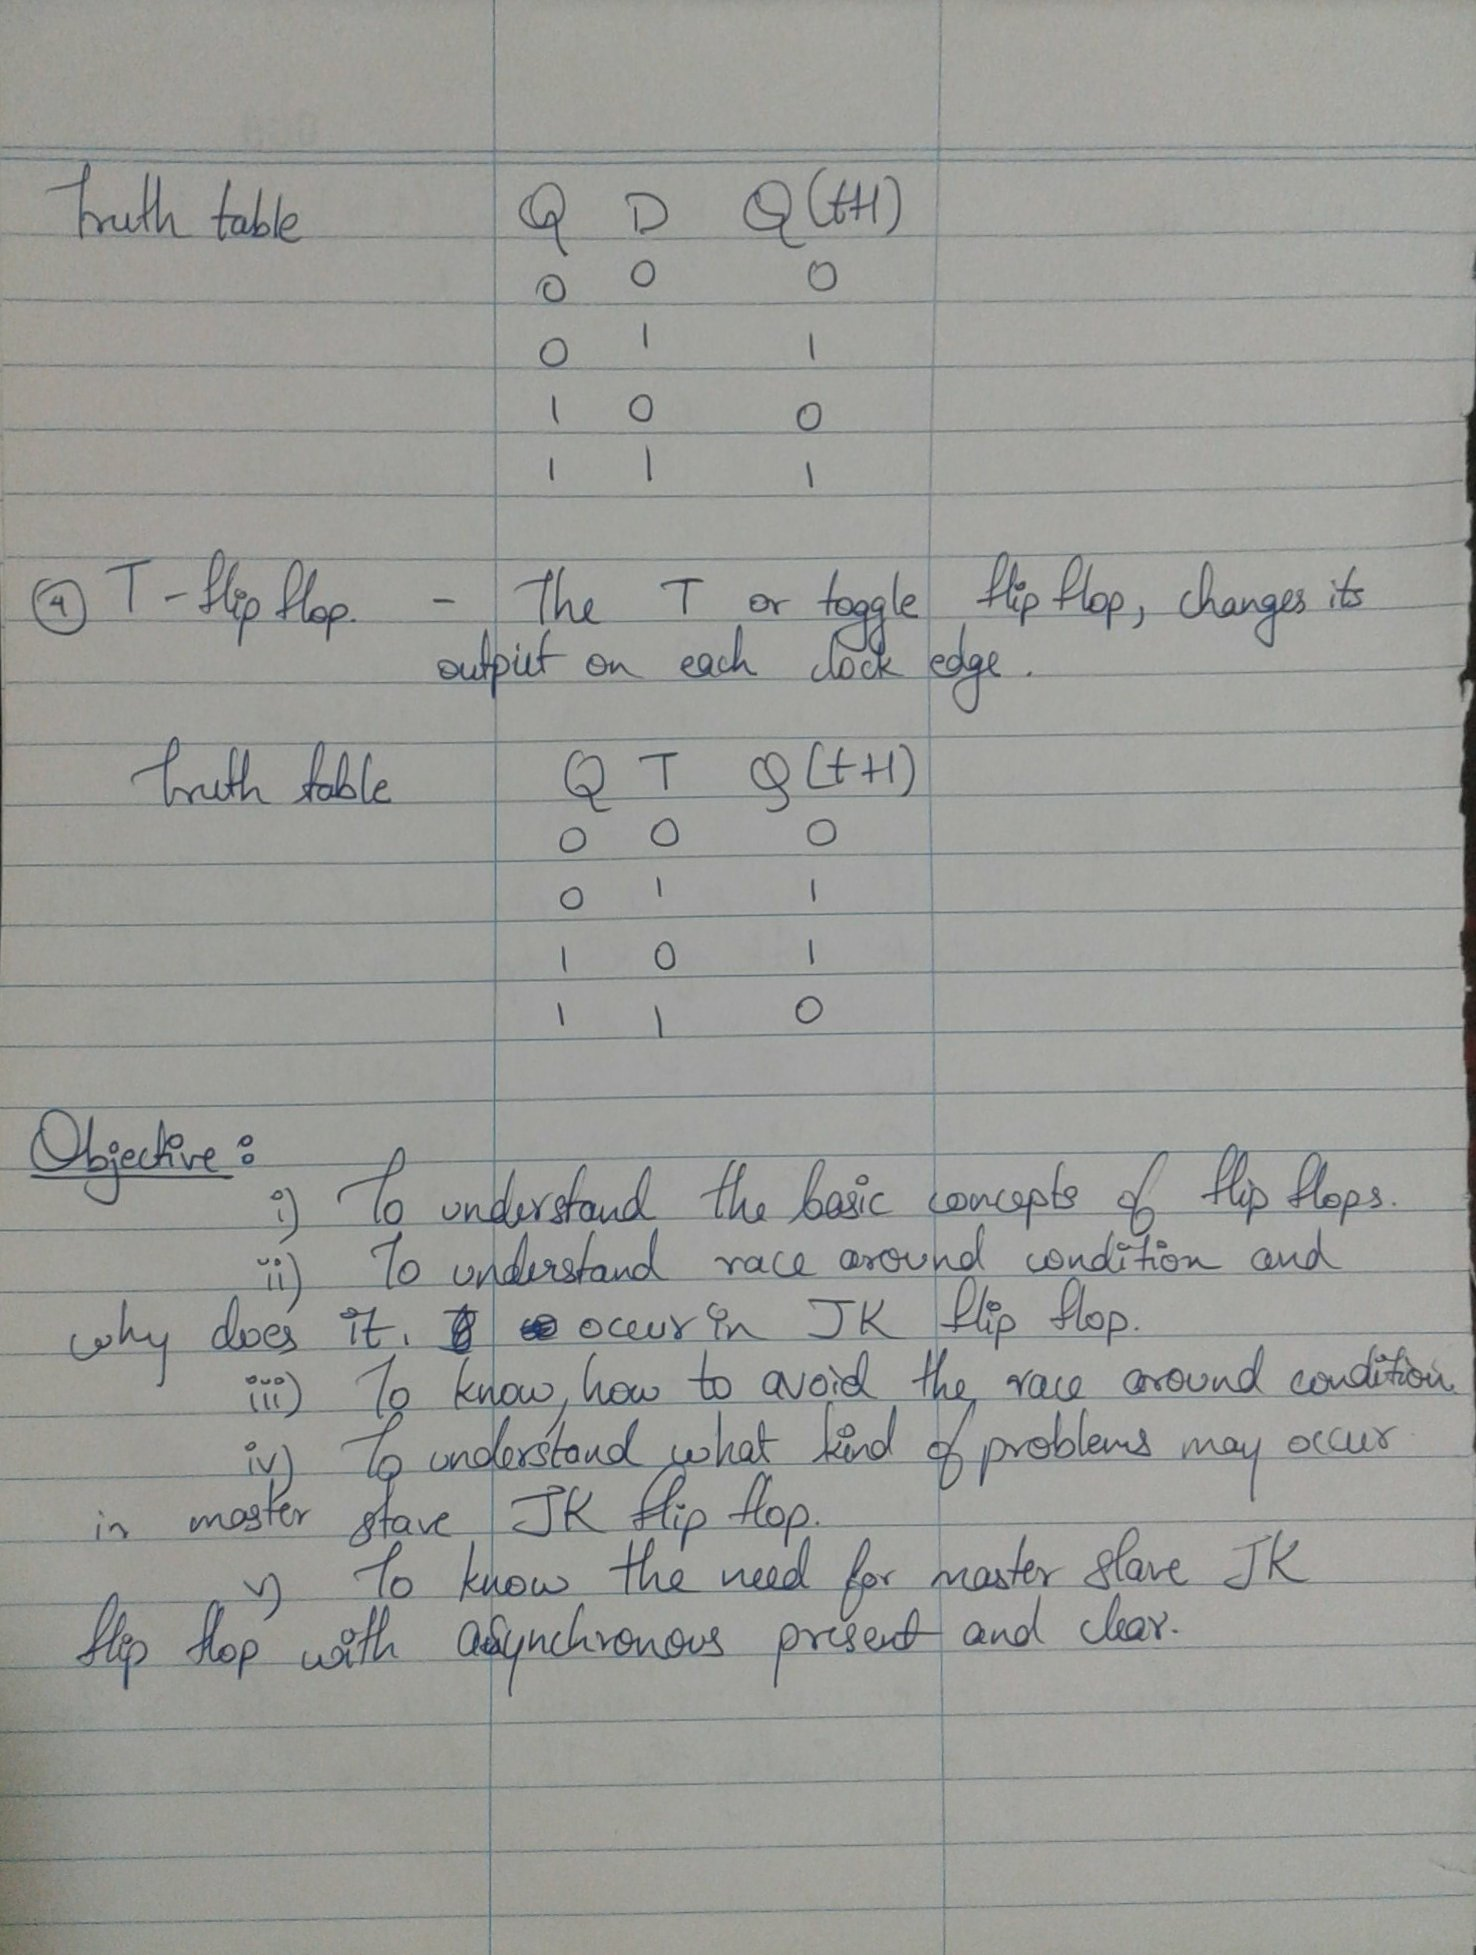 Truth table Q D Q(t+1)
0 0 0
0 1 1
1 0 0
1 1 1
4 T-flip flop. - The T or toggle flip flop, changes its
output on each clock edge.
Truth table Q T Q(t+1)
0 0 0
0 1 1
1 0 1
1 1 0
Objective :
i) To understand the basic concepts of flip flops.
ii) To understand race around condition and
why does it. occur in JK flip flop.
iii) To know, how to avoid the race around condition
iv) To understand what kind of problems may occur
in master slave JK flip flop.
v) To know the need for master slave JK
flip flop with asynchronous present and clear.